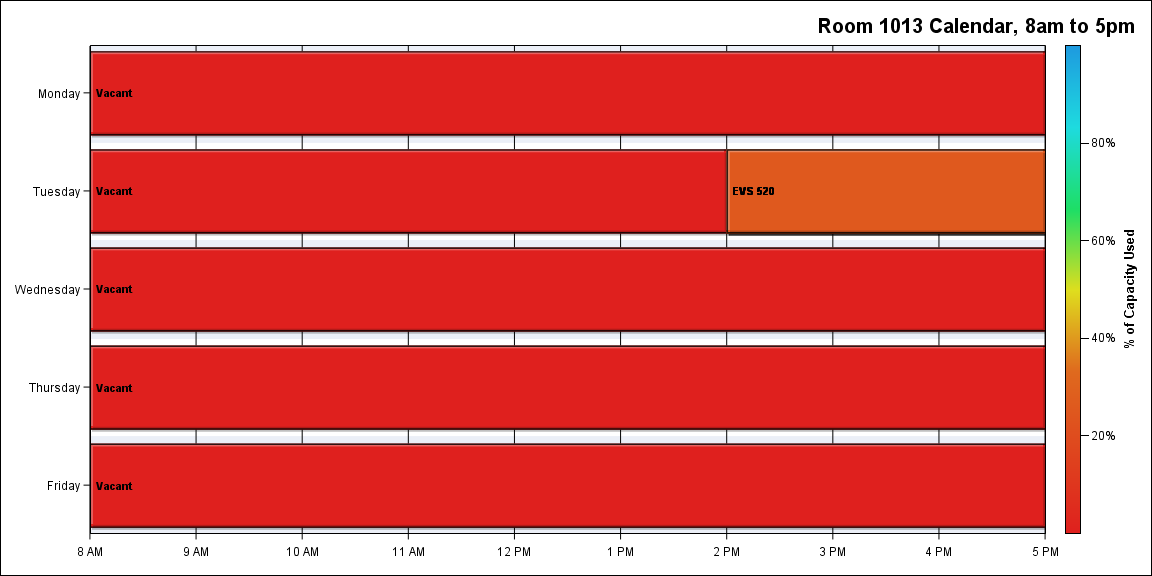 Room 1013 Calendar, 8am to 5pm
Monday
Vacant
80%
Tuesday
Vacant
EVS 520
60%
% of Capacity Used
Wednesday
Vacant
40%
Thursday
Vacant
20%
Friday
Vacant
8 AM
9 AM
10 AM
11 AM
12 PM
1 PM
2 PM
3 PM
4 PM
5 PM